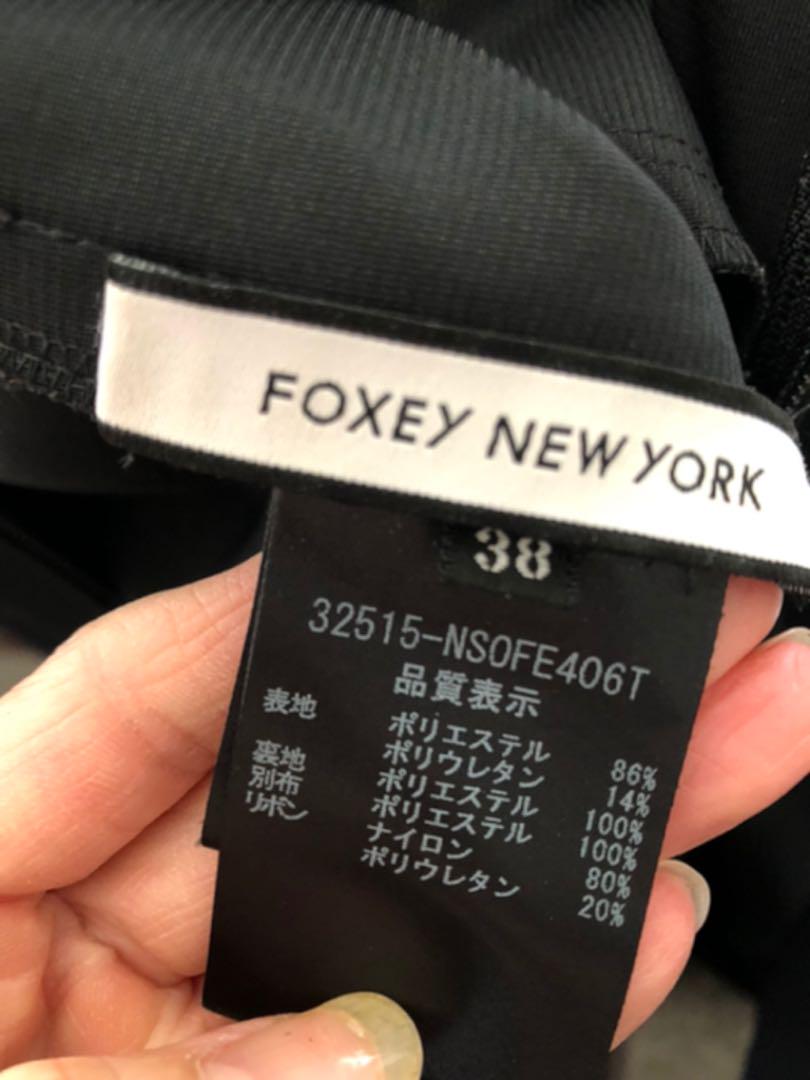 FOXEY NEW YORK
38
32515-NSOFE406T
品質表示
表地 ポリエステル 86%
ポリウレタン 14%
裏地 ポリエステル 100%
別布 ポリエステル 100%
リボン ナイロン 80%
ポリウレタン 20%